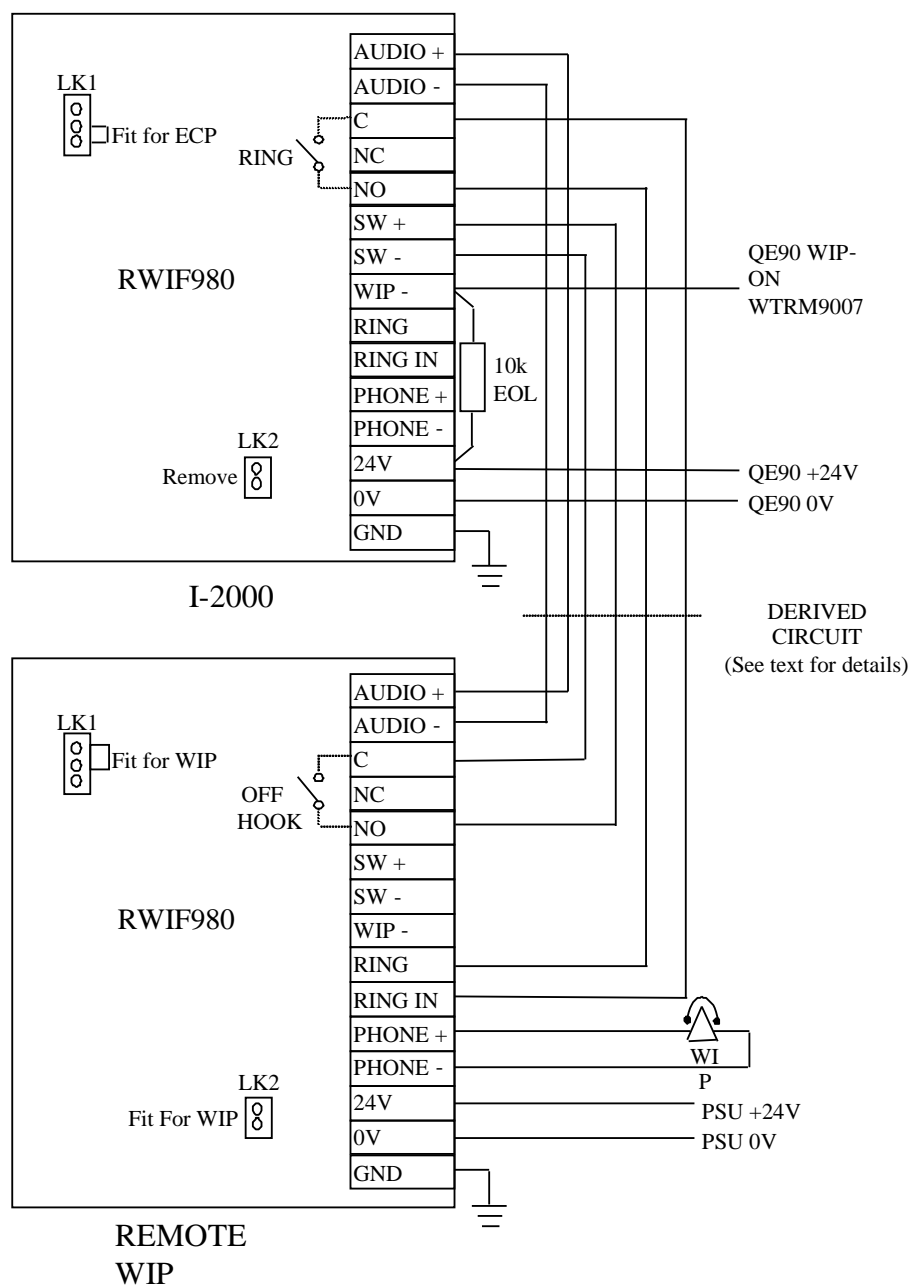 AUDIO +
AUDIO -
C
NC
NO
SW +
SW -
WIP -
RING
RING IN
PHONE +
PHONE -
24V
0V
GND
LK1
Fit for ECP
RING
RWIF980
LK2
Remove
10k
EOL
QE90 WIP-
ON
WTRM9007
QE90 +24V
QE90 0V
I-2000
DERIVED
CIRCUIT
(See text for details)
AUDIO +
AUDIO -
C
NC
NO
SW +
SW -
WIP -
RING
RING IN
PHONE +
PHONE -
24V
0V
GND
LK1
Fit for WIP
OFF
HOOK
RWIF980
LK2
Fit For WIP
WI
P
PSU +24V
PSU 0V
REMOTE
WIP